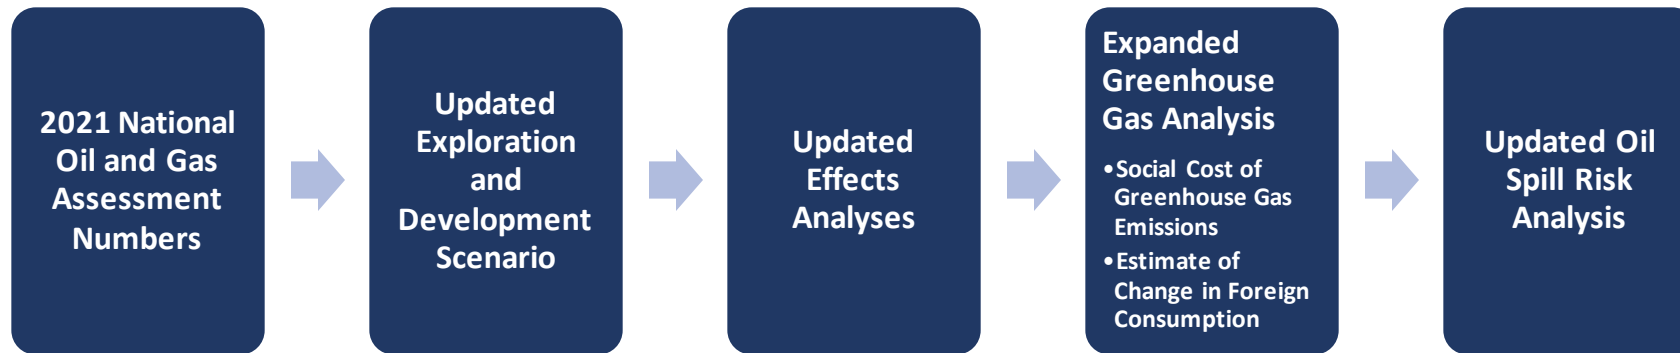 2021 National
Oil and Gas
Assessment
Numbers
Updated
Exploration
and
Development
Scenario
Updated
Effects
Analyses
Expanded
Greenhouse
Gas Analysis
•Social Cost of
Greenhouse Gas
Emissions
•Estimate of
Change in Foreign
Consumption
Updated Oil
Spill Risk
Analysis